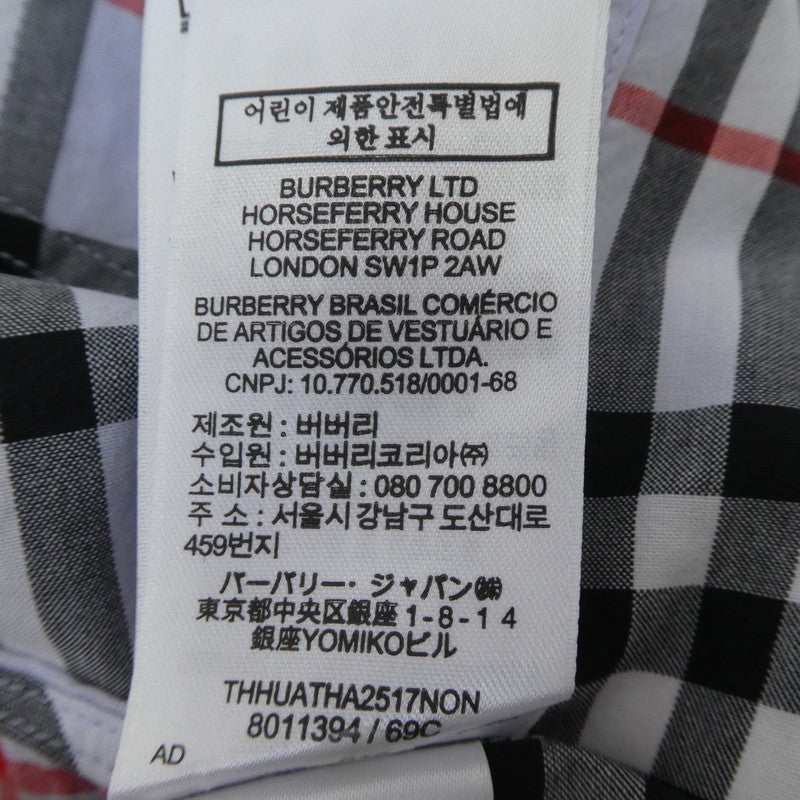 어린이 제품안전특별법에
의한 표시
BURBERRY LTD
HORSEFERRY HOUSE
HORSEFERRY ROAD
LONDON SW1P 2AW
BURBERRY BRASIL COMÉRCIO
DE ARTIGOS DE VESTUÁRIO E
ACESSÓRIOS LTDA.
CNPJ: 10.770.518/0001-68
제조원 : 버버리
수입원 : 버버리코리아㈜
소비자상담실 : 080 700 8800
주 소 : 서울시 강남구 도산대로
459번지
バーバリー・ジャパン㈱
東京都中央区銀座 1-8-1 4
銀座YOMIKOビル
THHUATHA2517NON
8011394 / 69C
AD